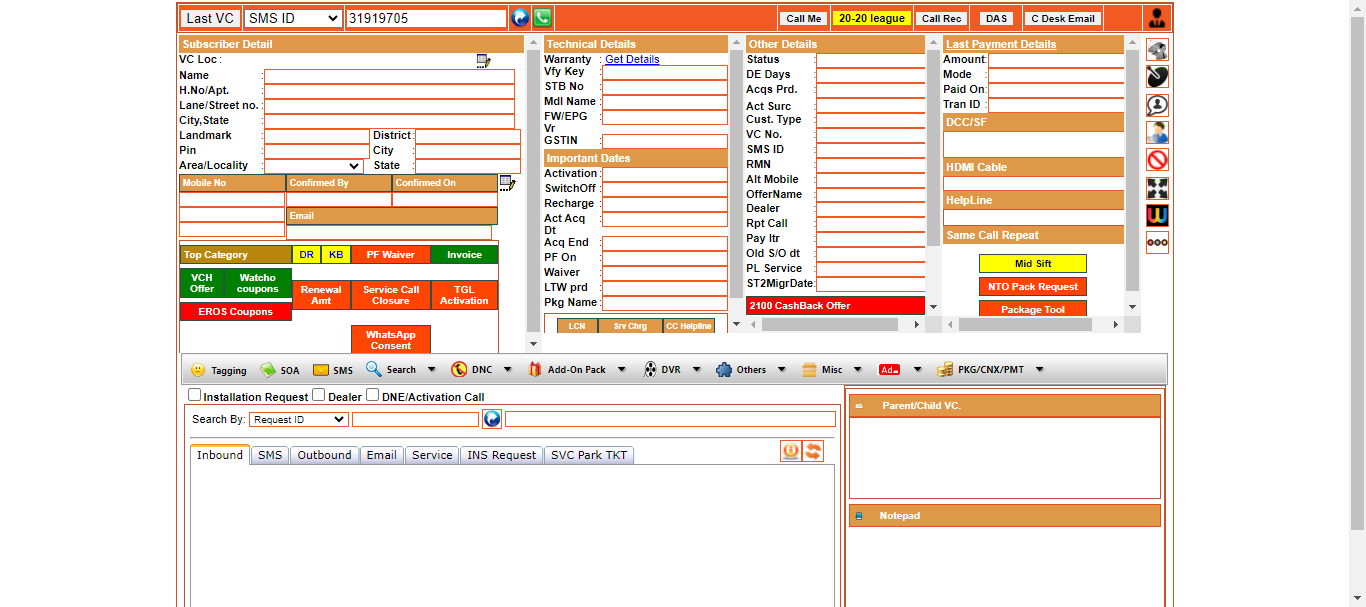 Last VC SMS ID 31919705 Call Me 20-20 league Call Rec DAS C Desk Email
Subscriber Detail
VC Loc :
Name :
H.No/Apt. :
Lane/Street no. :
City,State :
Landmark : District :
Pin : City :
Area/Locality : State :
Mobile No Confirmed By Confirmed On
Email
Top Category DR KB PF Waiver Invoice
VCH Offer
Watcho coupons
Renewal Amt
Service Call Closure
TGL Activation
EROS Coupons
WhatsApp Consent
Technical Details
Warranty : Get Details
Vfy Key :
STB No :
Mdl Name :
FW/EPG Vr :
GSTIN :
Important Dates
Activation :
SwitchOff :
Recharge :
Act Acq Dt :
Acq End :
PF On :
Waiver :
LTW prd :
Pkg Name :
LCN Srv Chrg CC Helpline
Other Details
Status :
DE Days :
Acqs Prd. :
Act Surc :
Cust. Type :
VC No. :
SMS ID :
RMN :
Alt Mobile :
OfferName :
Dealer :
Rpt Call :
Pay Itr :
Old S/O dt :
PL Service :
ST2MigrDate:
2100 CashBack Offer
Last Payment Details
Amount:
Mode :
Paid On:
Tran ID :
DCC/SF
HDMI Cable
HelpLine
Same Call Repeat
Mid Sift
NTO Pack Request
Package Tool
Tagging SOA SMS Search DNC Add-On Pack DVR Others Misc Ad PKG/CNX/PMT
Installation Request Dealer DNE/Activation Call
Search By: Request ID
Inbound SMS Outbound Email Service INS Request SVC Park TKT
Parent/Child VC.
Notepad